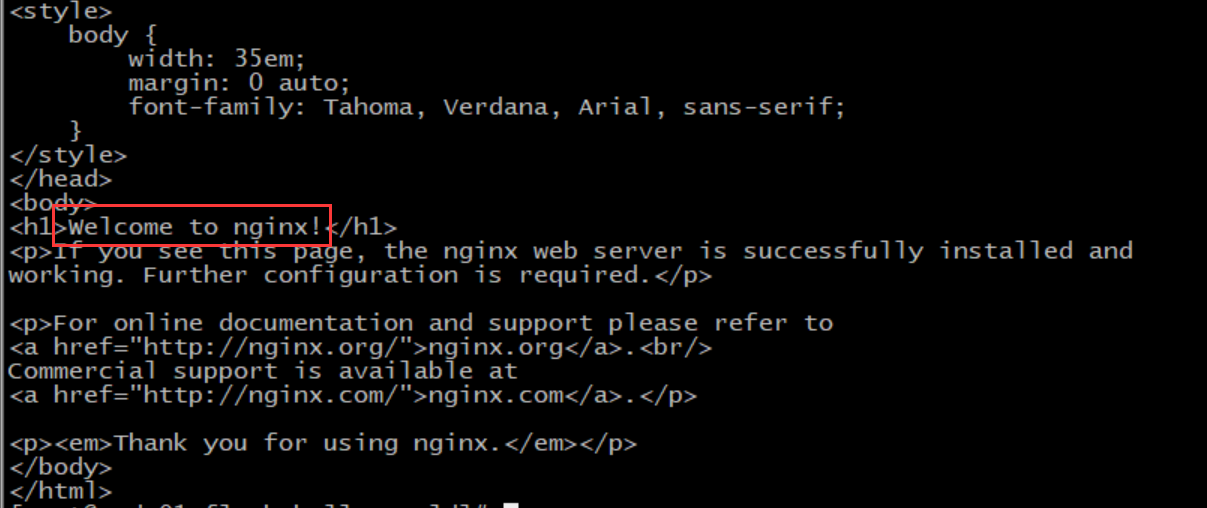 <style>
    body {
        width: 35em;
        margin: 0 auto;
        font-family: Tahoma, Verdana, Arial, sans-serif;
    }
</style>
</head>
<body>
<h1>Welcome to nginx!</h1>
<p>If you see this page, the nginx web server is successfully installed and
working. Further configuration is required.</p>

<p>For online documentation and support please refer to
<a href="http://nginx.org/">nginx.org</a>.<br/>
Commercial support is available at
<a href="http://nginx.com/">nginx.com</a>.</p>

<p><em>Thank you for using nginx.</em></p>
</body>
</html>